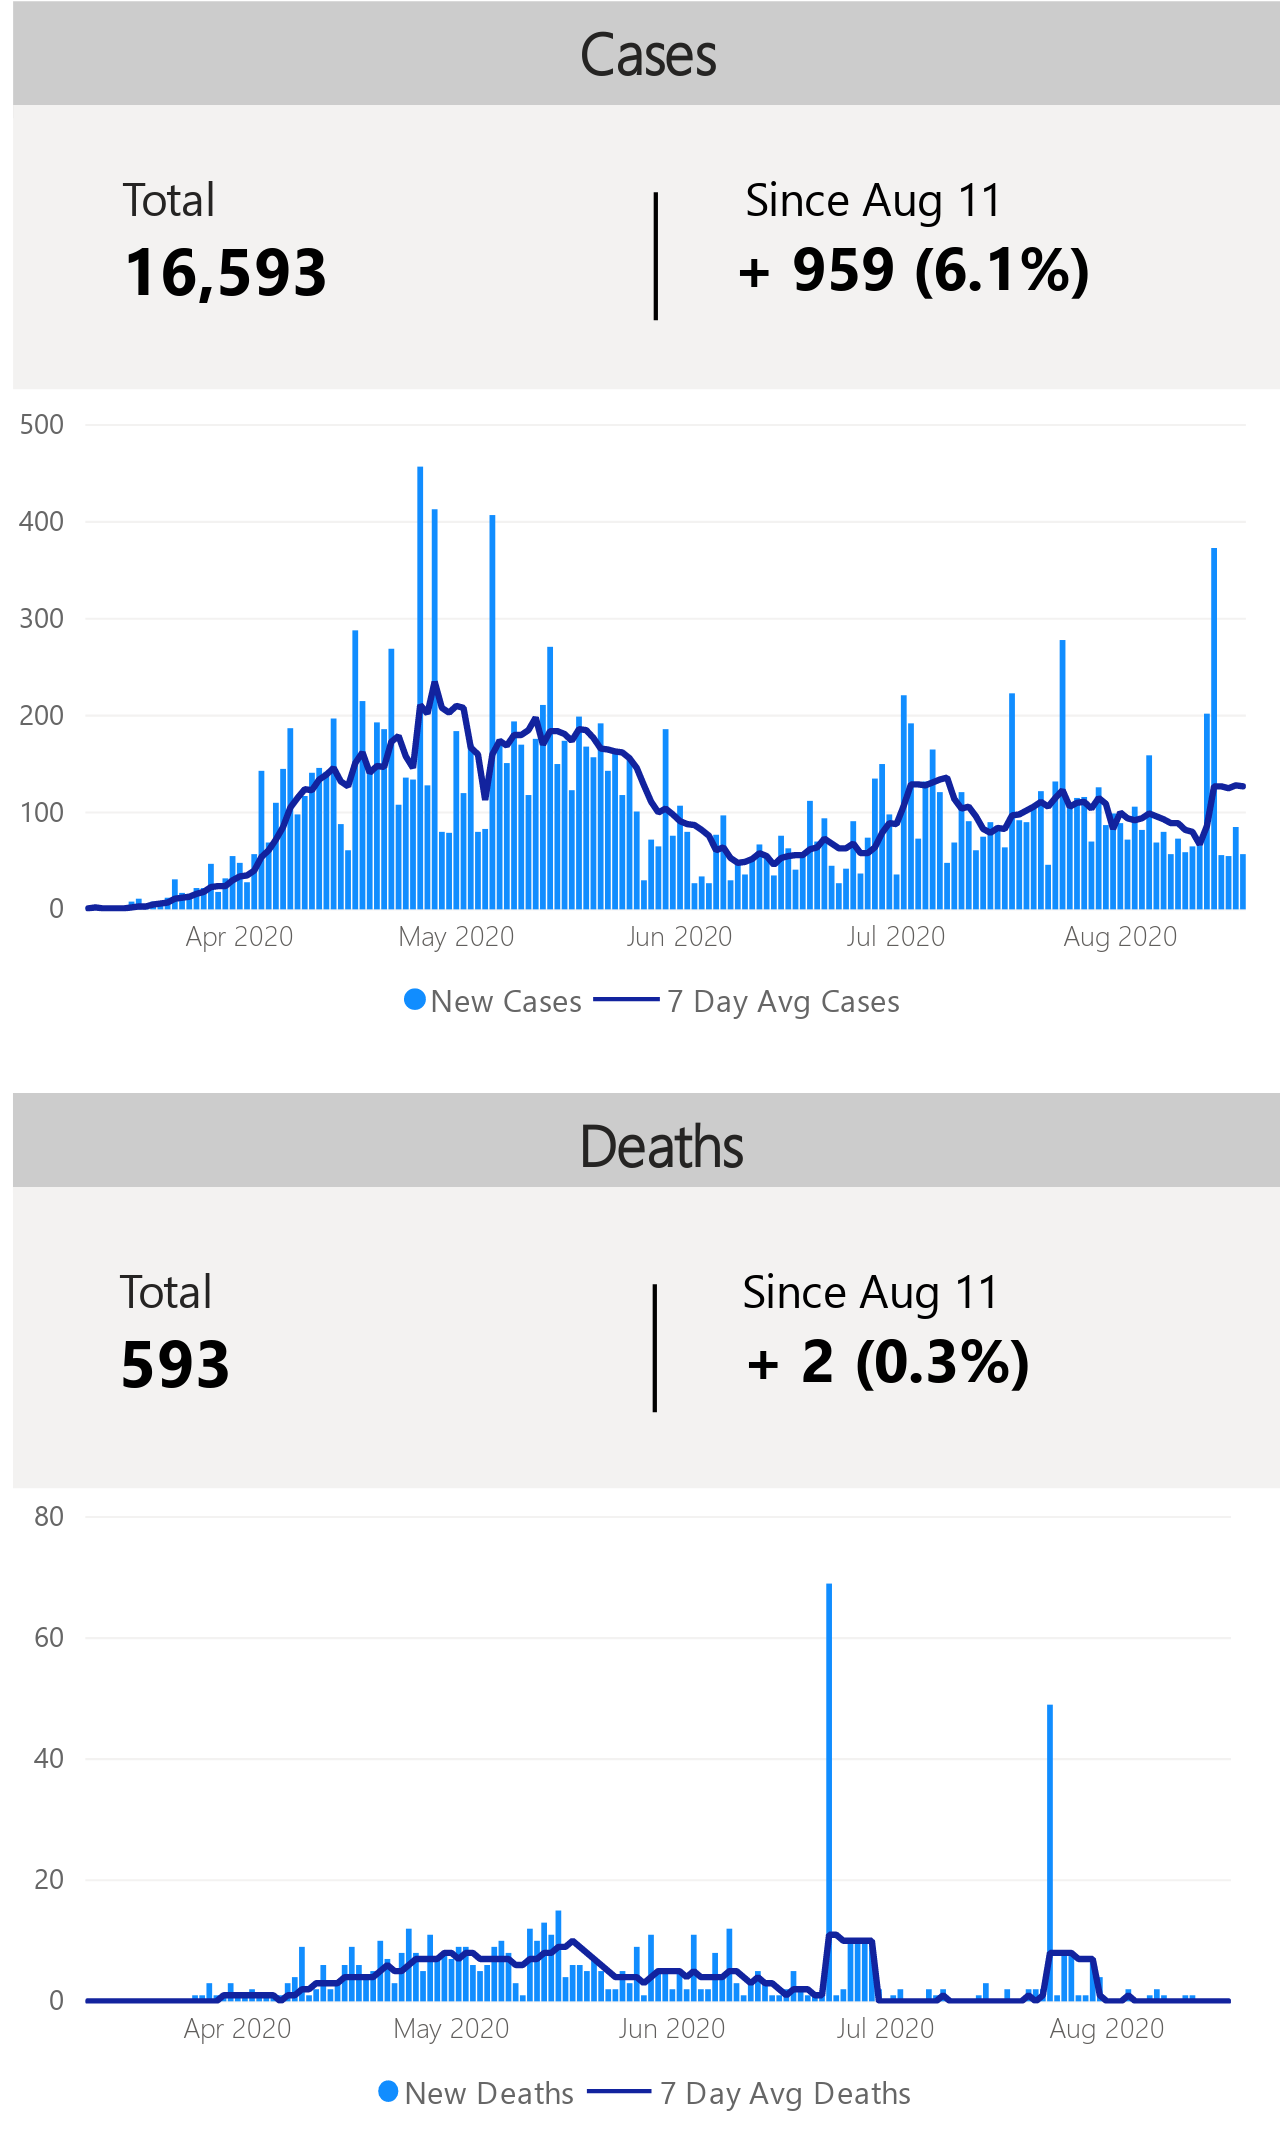 Cases
Total
Since Aug 11
16,593
+ 959 (6.1%)
500
400
300
200
100
0
Apr 2020
May 2020
Jun 2020
Jul 2020
Aug 2020
New Cases
7 Day Avg Cases
Deaths
Total
Since Aug 11
593
+ 2 (0.3%)
80
60
40
20
0
Apr 2020
May 2020
Jun 2020
Jul 2020
Aug 2020
New Deaths
7 Day Avg Deaths